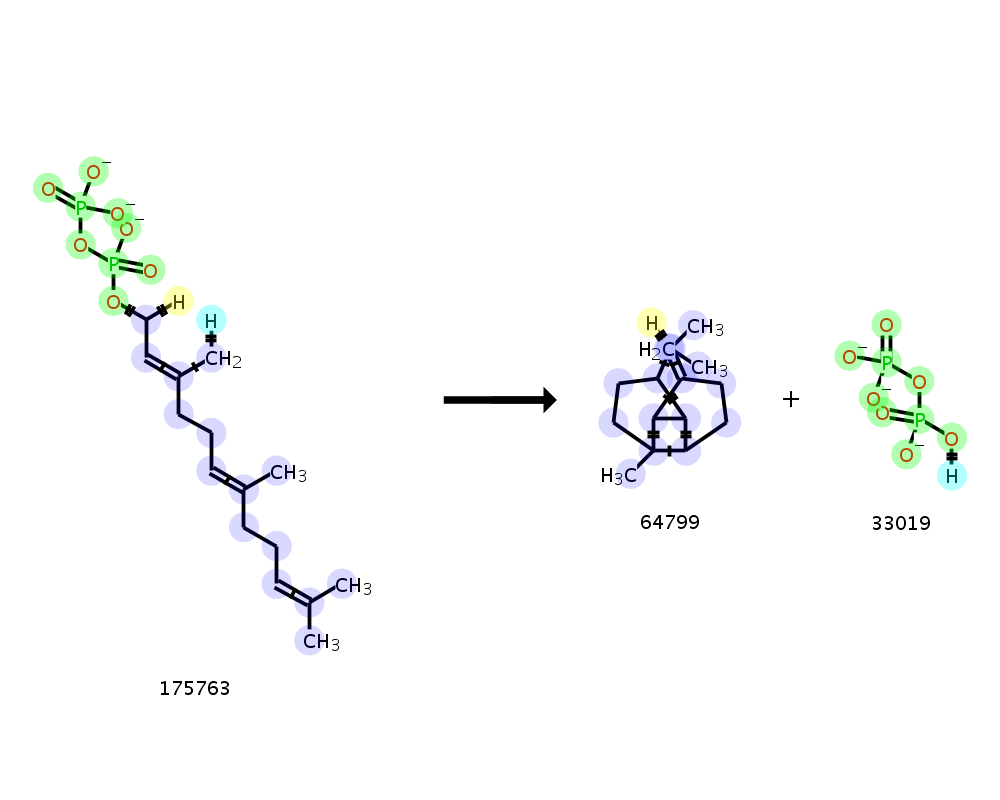 O⁻
O
P
O⁻
O⁻
O
P
O
O
H
H
CH₂
CH₃
CH₃
CH₃
175763
H
CH₃
H₂C
CH₃
H₃C
64799
+
O
O⁻
P
O
O⁻
O
P
O
O⁻
H
33019